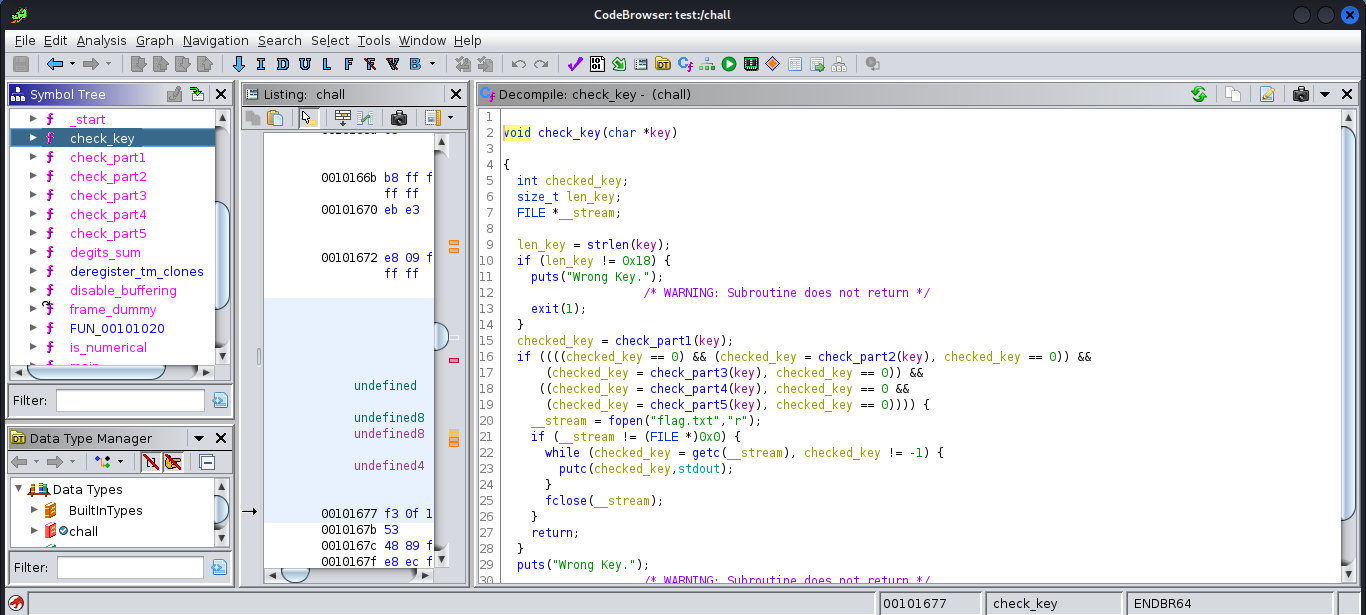 CodeBrowser: test:/chall
File Edit Analysis Graph Navigation Search Select Tools Window Help
I D U L F B
Symbol Tree
_start
check_key
check_part1
check_part2
check_part3
check_part4
check_part5
degits_sum
deregister_tm_clones
disable_buffering
frame_dummy
FUN_00101020
is_numerical
Filter:
Data Type Manager
Data Types
BuiltInTypes
chall
Filter:
Listing: chall
0010166b b8 ff f
ff ff
00101670 eb e3
00101672 e8 09 f
ff ff
undefined
undefined8
undefined8
undefined4
00101677 f3 0f 1
0010167b 53
0010167c 48 89 f
0010167f e8 ec f
Decompile: check_key - (chall)
1
2 void check_key(char *key)
3
4 {
5 int checked_key;
6 size_t len_key;
7 FILE *__stream;
8
9 len_key = strlen(key);
10 if (len_key != 0x18) {
11 puts("Wrong Key.");
12 /* WARNING: Subroutine does not return */
13 exit(1);
14 }
15 checked_key = check_part1(key);
16 if ((((checked_key == 0) && (checked_key = check_part2(key), checked_key == 0)) &&
17 (checked_key = check_part3(key), checked_key == 0)) &&
18 ((checked_key = check_part4(key), checked_key == 0 &&
19 (checked_key = check_part5(key), checked_key == 0)))) {
20 __stream = fopen("flag.txt","r");
21 if (__stream != (FILE *)0x0) {
22 while (checked_key = getc(__stream), checked_key != -1) {
23 putc(checked_key,stdout);
24 }
25 fclose(__stream);
26 }
27 return;
28 }
29 puts("Wrong Key.");
30 /* WARNING: Subroutine does not return */
00101677
check_key
ENDBR64